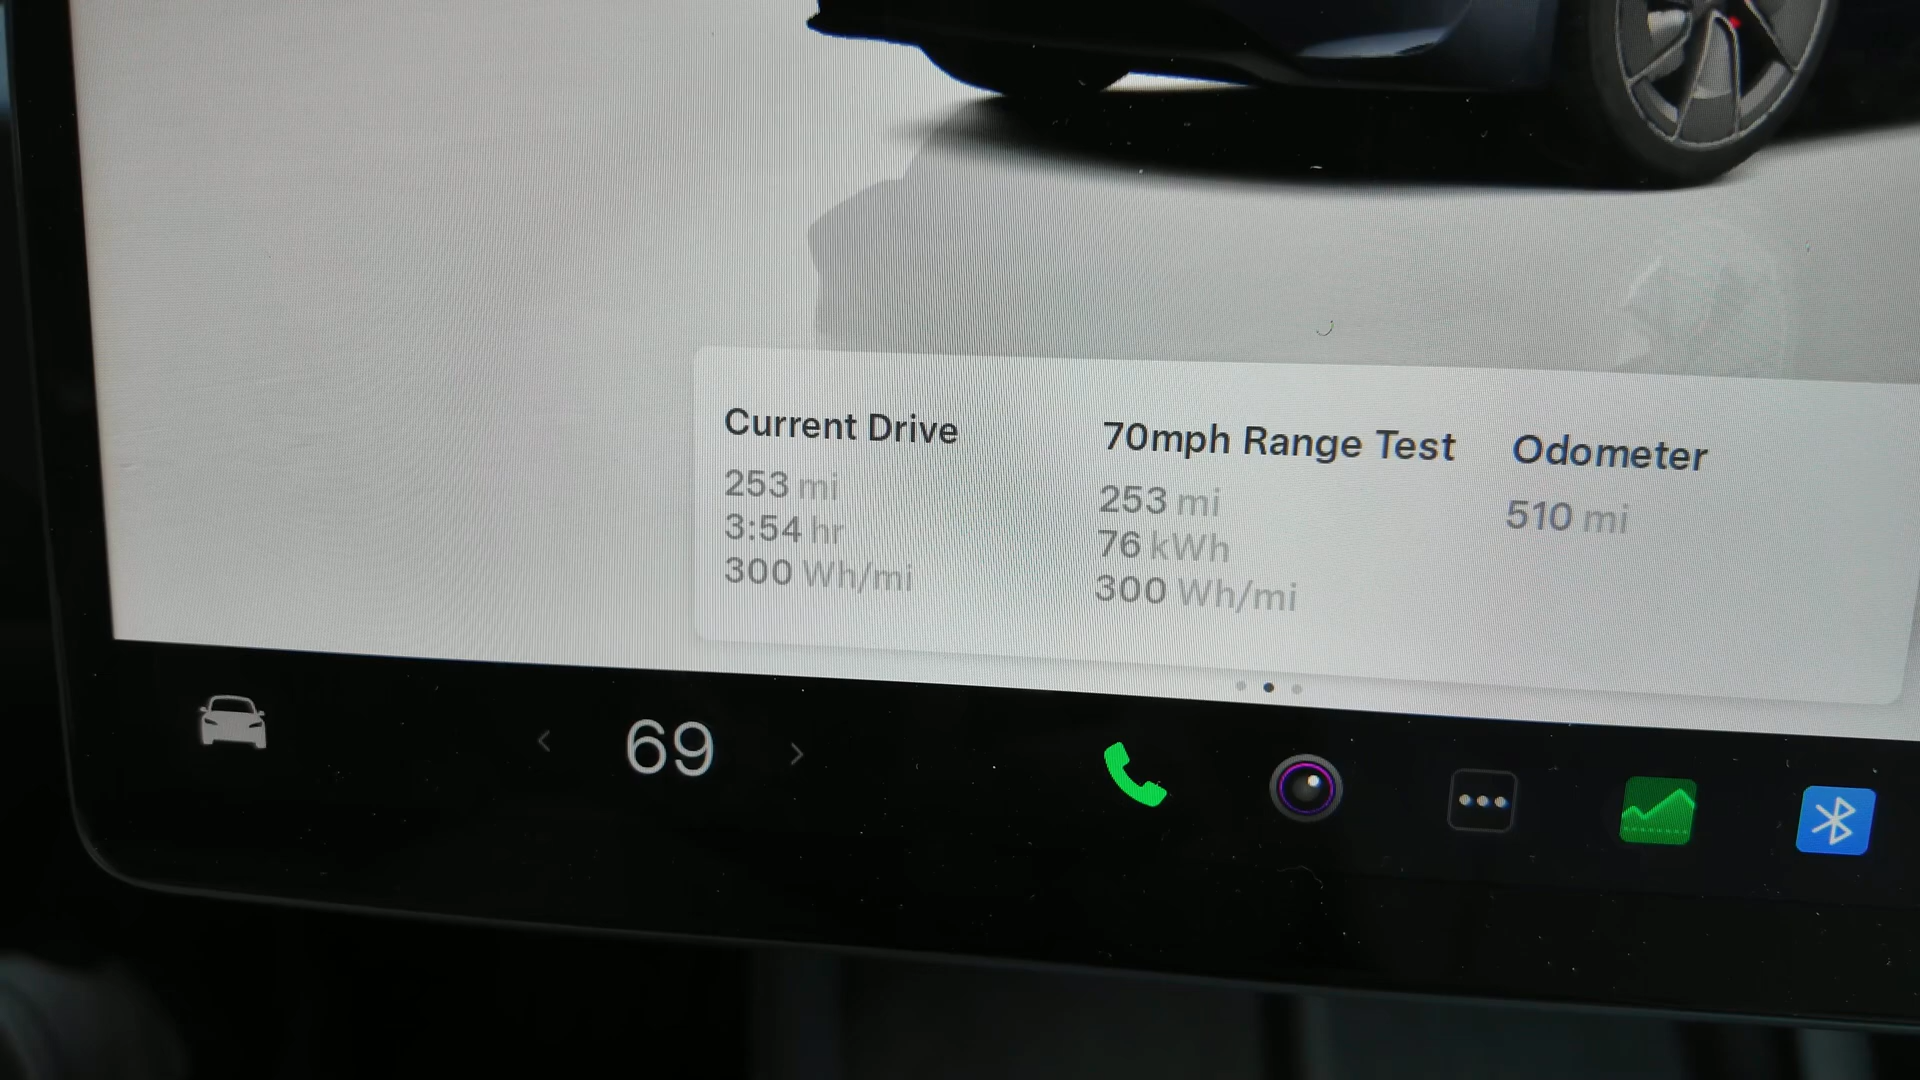 Current Drive
253 mi
3:54 hr
300 Wh/mi
70mph Range Test
253 mi
76 kWh
300 Wh/mi
Odometer
510 mi
69